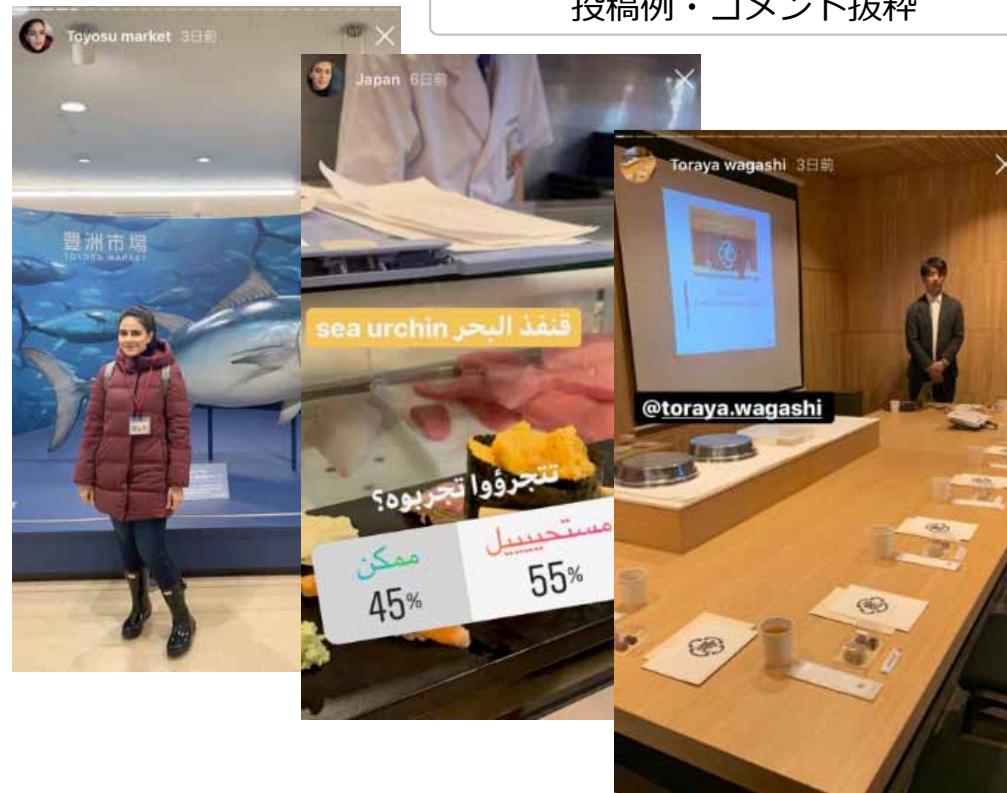 投稿例・コメント抜粋
Toyosu market 3日前
豊洲市場
TOYOSU MARKET
Japan 6日前
قنفذ البحر sea urchin
تتجرؤوا تجربوه؟
ممكن
45%
مستحيييييل
55%
Toraya wagashi 3日前
@toraya.wagashi